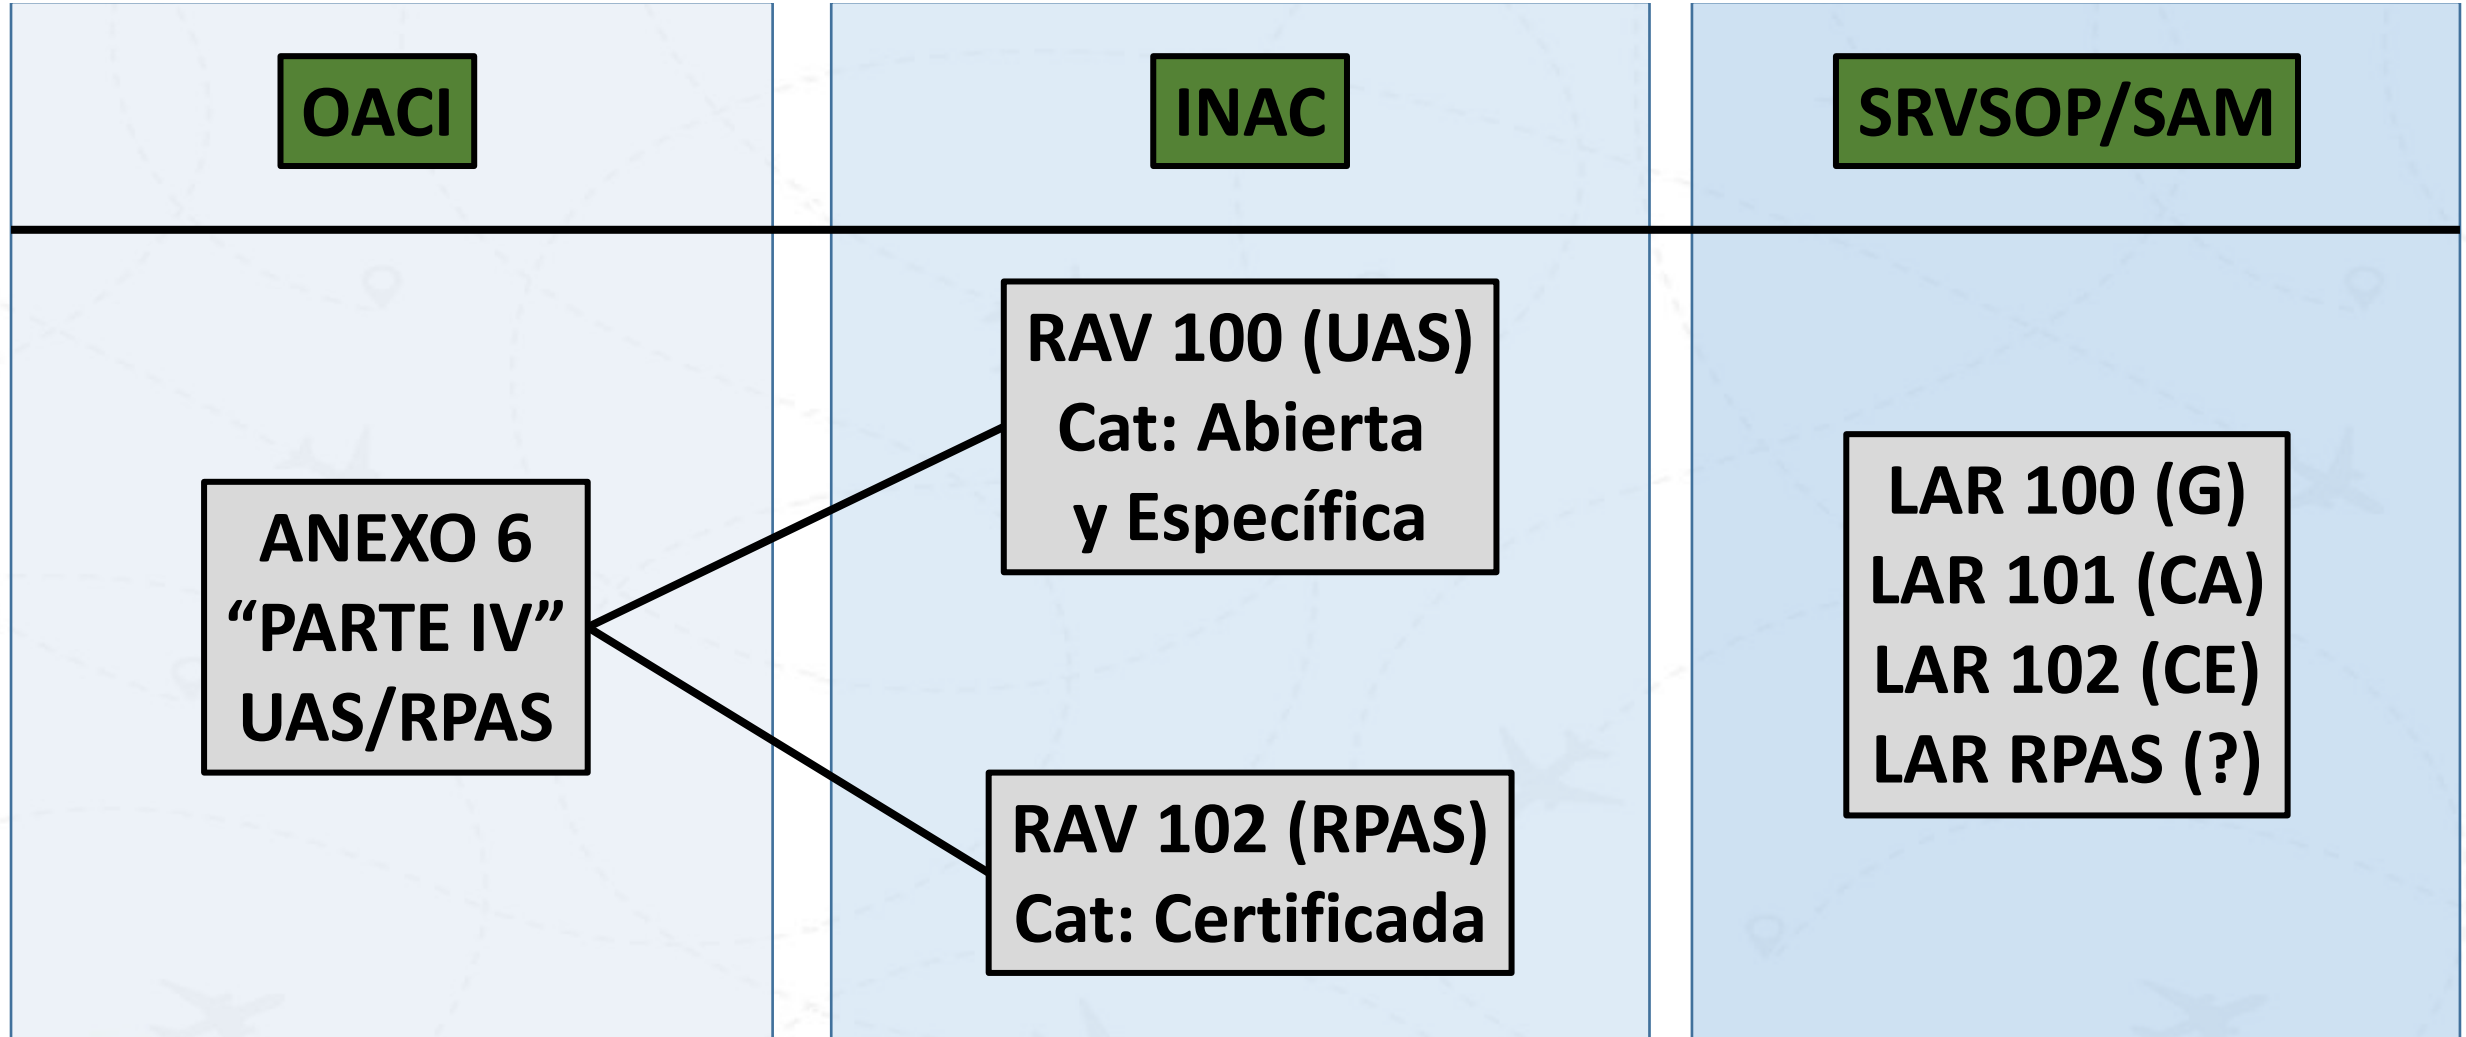 OACI
INAC
SRVSOP/SAM
ANEXO 6
“PARTE IV”
UAS/RPAS
RAV 100 (UAS)
Cat: Abierta
y Específica
RAV 102 (RPAS)
Cat: Certificada
LAR 100 (G)
LAR 101 (CA)
LAR 102 (CE)
LAR RPAS (?)